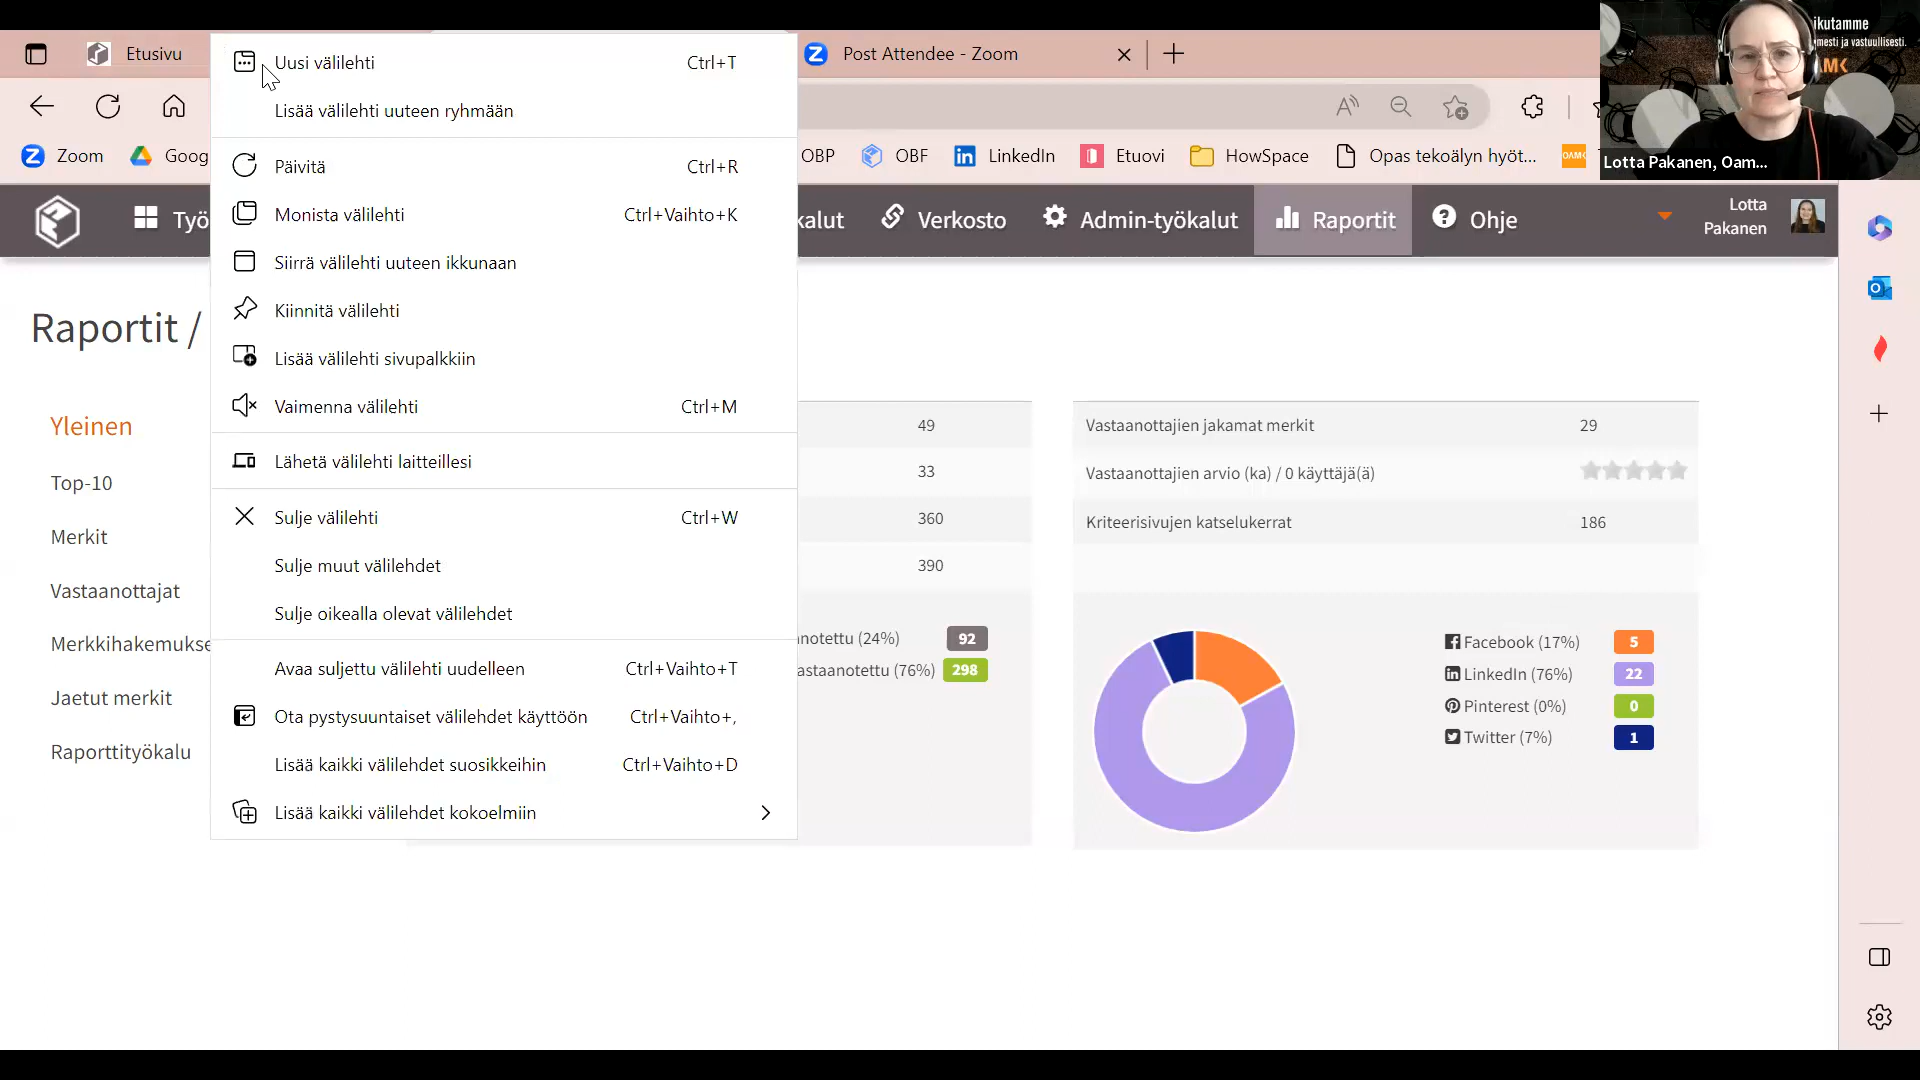 Etusivu
Post Attendee - Zoom
Uusi välilehti Ctrl+T
Lisää välilehti uuteen ryhmään
Päivitä Ctrl+R
Monista välilehti Ctrl+Vaihto+K
Siirrä välilehti uuteen ikkunaan
Kiinnitä välilehti
Lisää välilehti sivupalkkiin
Vaimenna välilehti Ctrl+M
Lähetä välilehti laitteillesi
Sulje välilehti Ctrl+W
Sulje muut välilehdet
Sulje oikealla olevat välilehdet
Avaa suljettu välilehti uudelleen Ctrl+Vaihto+T
Ota pystysuuntaiset välilehdet käyttöön Ctrl+Vaihto+,
Lisää kaikki välilehdet suosikkeihin Ctrl+Vaihto+D
Lisää kaikki välilehdet kokoelmiin
ikutamme
mesti ja vastuullisesti.
Lotta Pakanen, Oam...
Zoom Goog OBP OBF LinkedIn Etuovi HowSpace Opas tekoälyn hyöt... OAMK
Työ kalut Verkosto Admin-työkalut Raportit Ohje
Lotta
Pakanen
Raportit /
Yleinen
Top-10
Merkit
Vastaanottajat
Merkkihakemukse
Jaetut merkit
Raporttityökalu
49
33
360
390
notettu (24%) 92
astaanotettu (76%) 298
Vastaanottajien jakamat merkit 29
Vastaanottajien arvio (ka) / 0 käyttäjä(ä)
Kriteerisivujen katselukerrat 186
Facebook (17%) 5
LinkedIn (76%) 22
Pinterest (0%) 0
Twitter (7%) 1